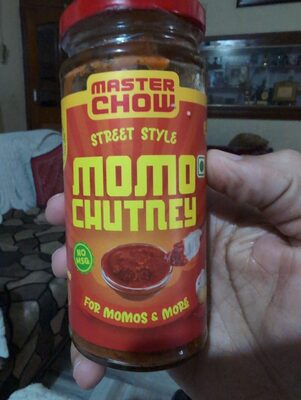 MASTER
CHOW
STREET STYLE
MOMO
CHUTNEY
NO
MSG
FOR MOMOS & MORE